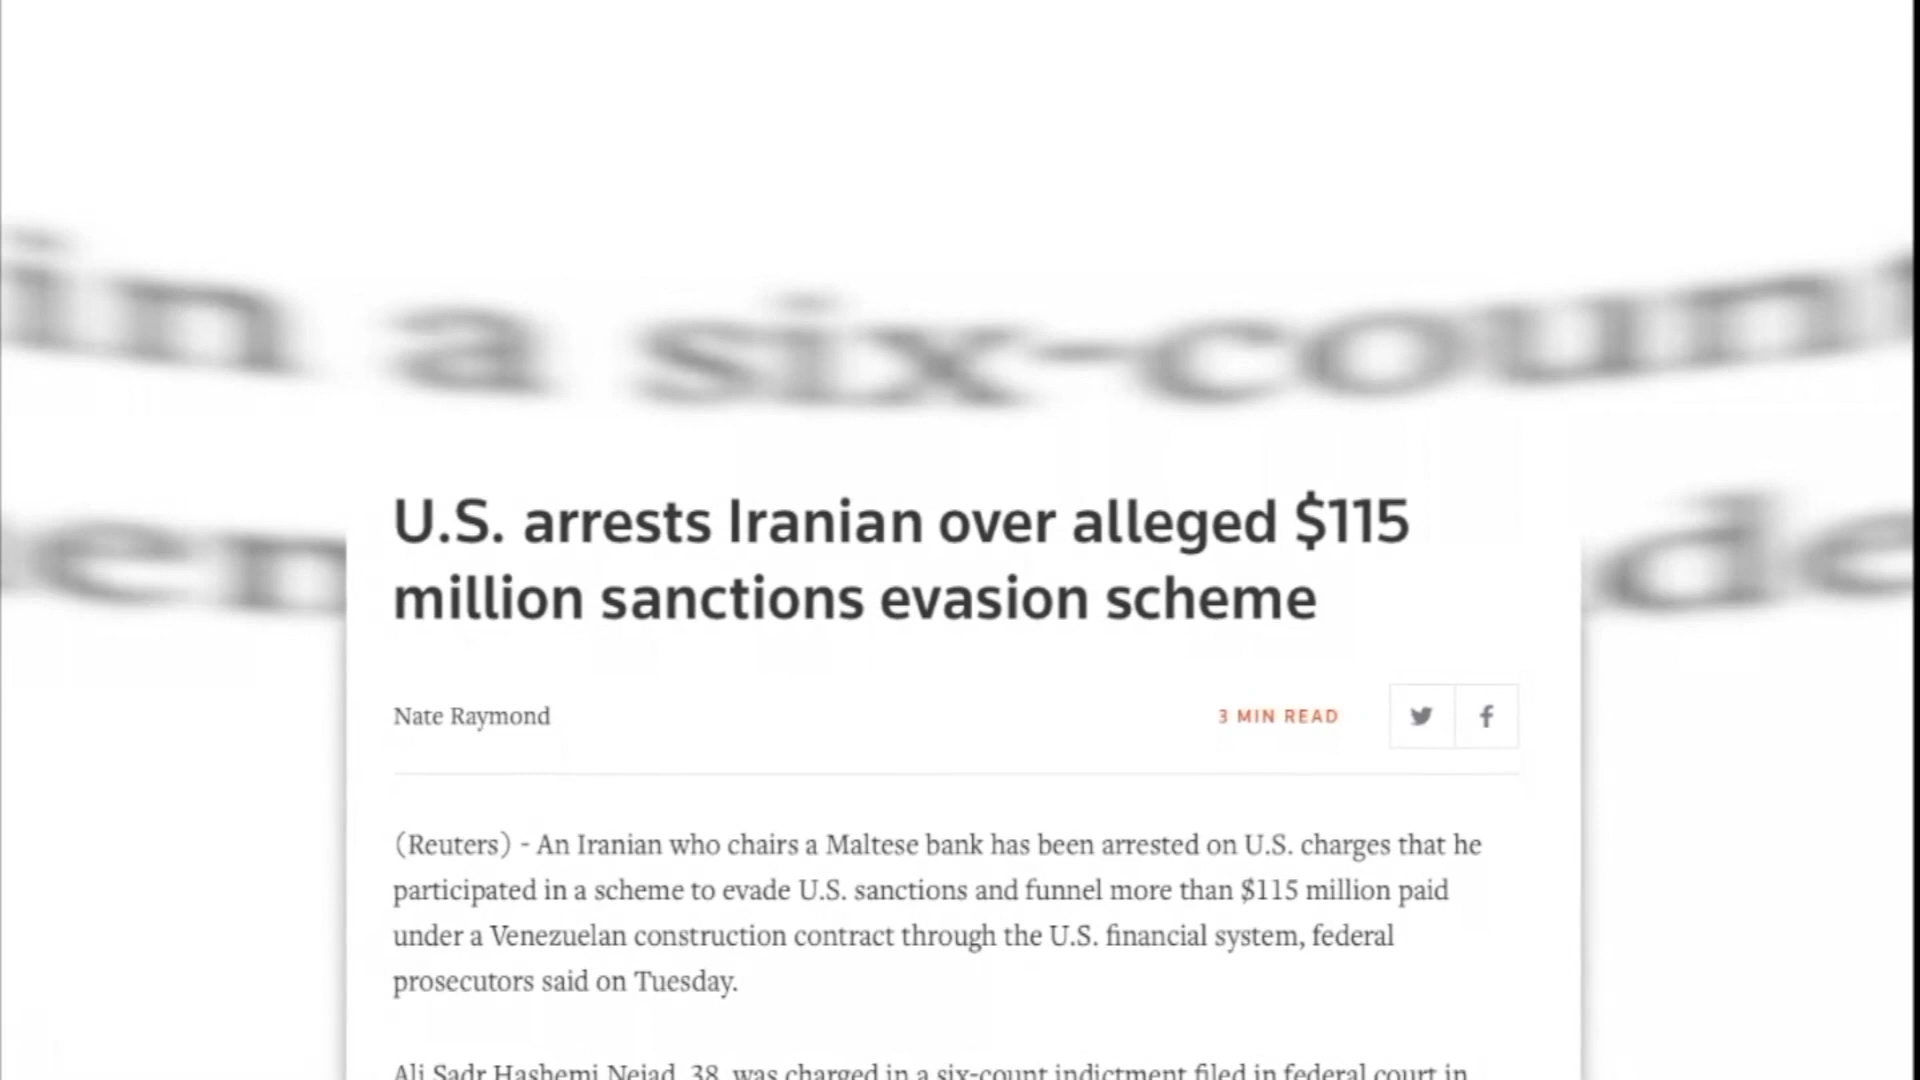 in a six-count
en
de
U.S. arrests Iranian over alleged $115
million sanctions evasion scheme
Nate Raymond
3 MIN READ
(Reuters) - An Iranian who chairs a Maltese bank has been arrested on U.S. charges that he
participated in a scheme to evade U.S. sanctions and funnel more than $115 million paid
under a Venezuelan construction contract through the U.S. financial system, federal
prosecutors said on Tuesday.
Ali Sadr Hashemi Nejad, 38, was charged in a six-count indictment filed in federal court in